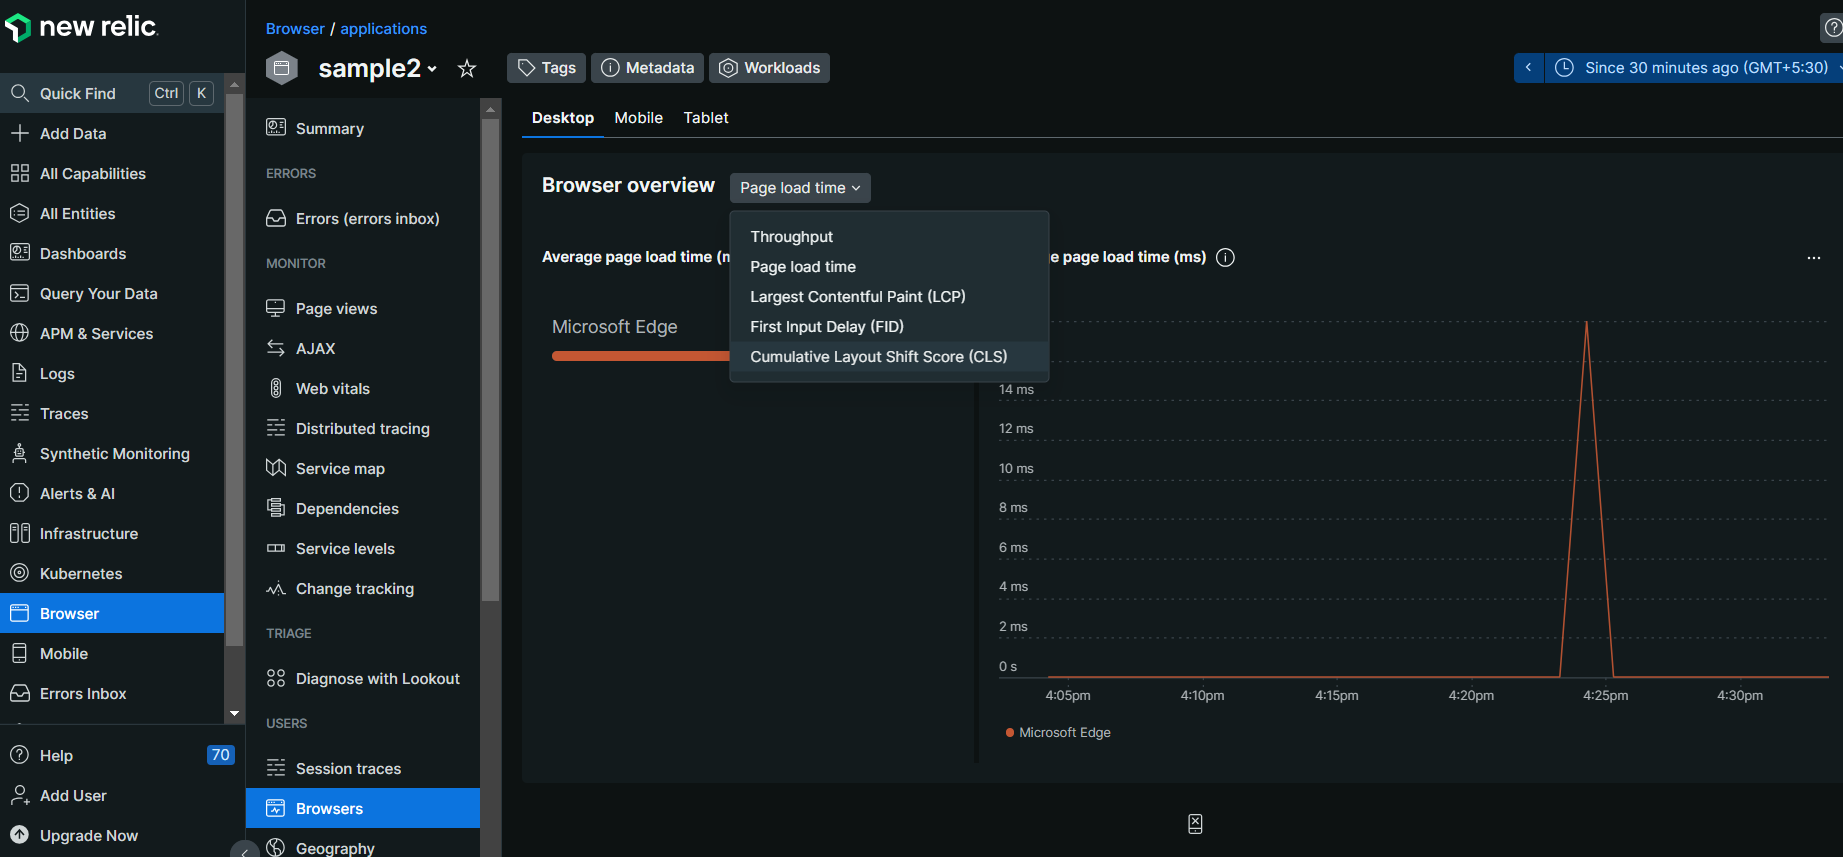 new relic
Quick Find Ctrl K
Add Data
All Capabilities
All Entities
Dashboards
Query Your Data
APM & Services
Logs
Traces
Synthetic Monitoring
Alerts & AI
Infrastructure
Kubernetes
Browser
Mobile
Errors Inbox
Help 70
Add User
Upgrade Now
Browser / applications
sample2
Tags
Metadata
Workloads
Since 30 minutes ago (GMT+5:30)
Summary
ERRORS
Errors (errors inbox)
MONITOR
Page views
AJAX
Web vitals
Distributed tracing
Service map
Dependencies
Service levels
Change tracking
TRIAGE
Diagnose with Lookout
USERS
Session traces
Browsers
Geography
Desktop Mobile Tablet
Browser overview Page load time
Throughput
Page load time
Largest Contentful Paint (LCP)
First Input Delay (FID)
Cumulative Layout Shift Score (CLS)
Average page load time
Microsoft Edge
page load time (ms)
14 ms
12 ms
10 ms
8 ms
6 ms
4 ms
2 ms
0 s
4:05pm 4:10pm 4:15pm 4:20pm 4:25pm 4:30pm
Microsoft Edge